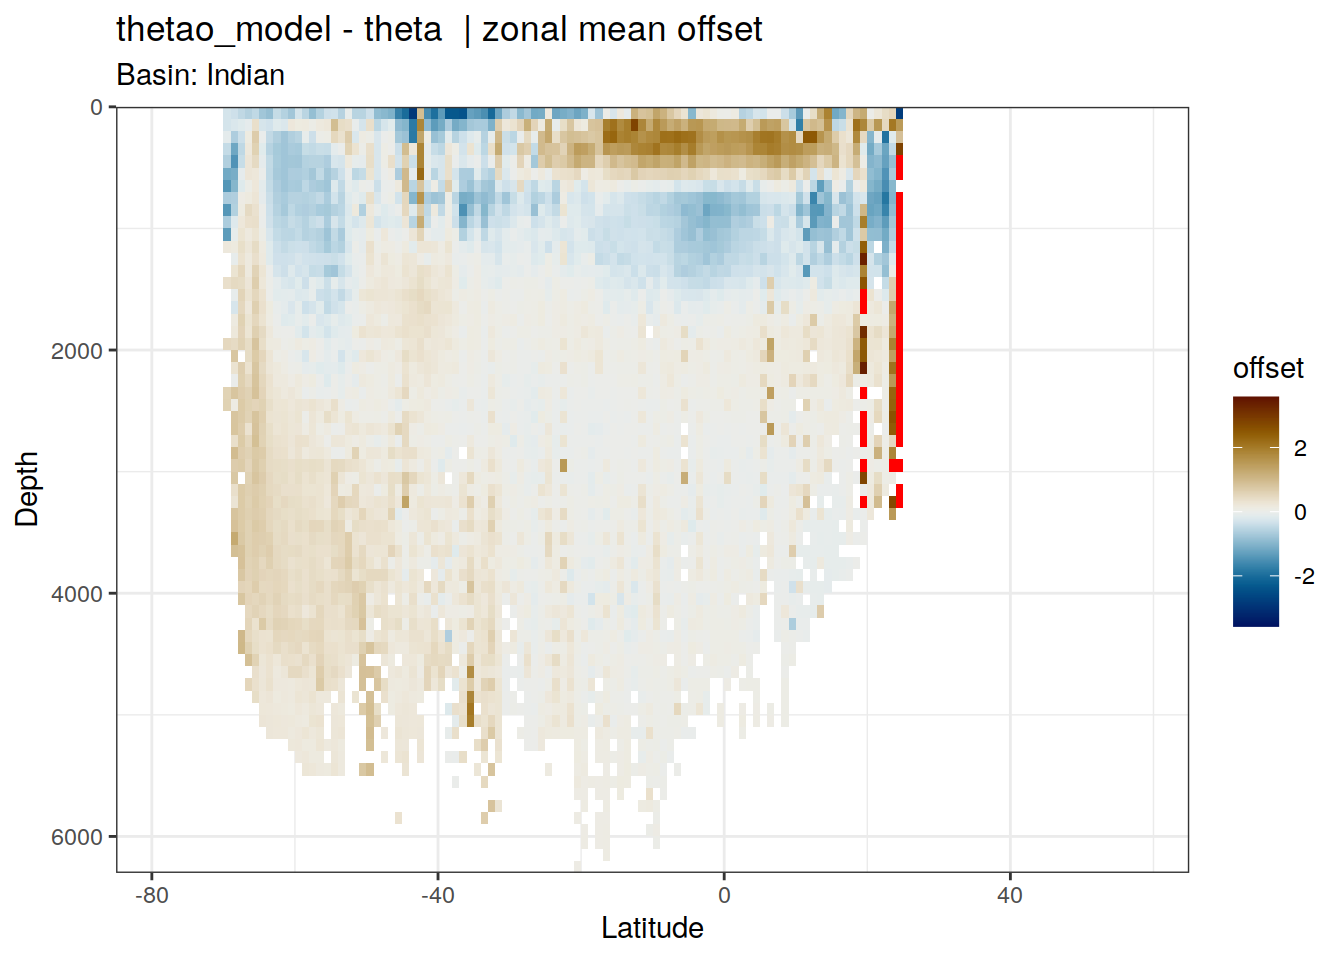 thetao_model - theta  | zonal mean offset
Basin: Indian
0
2000
4000
6000
Depth
-80
-40
0
40
Latitude
offset
2
0
-2